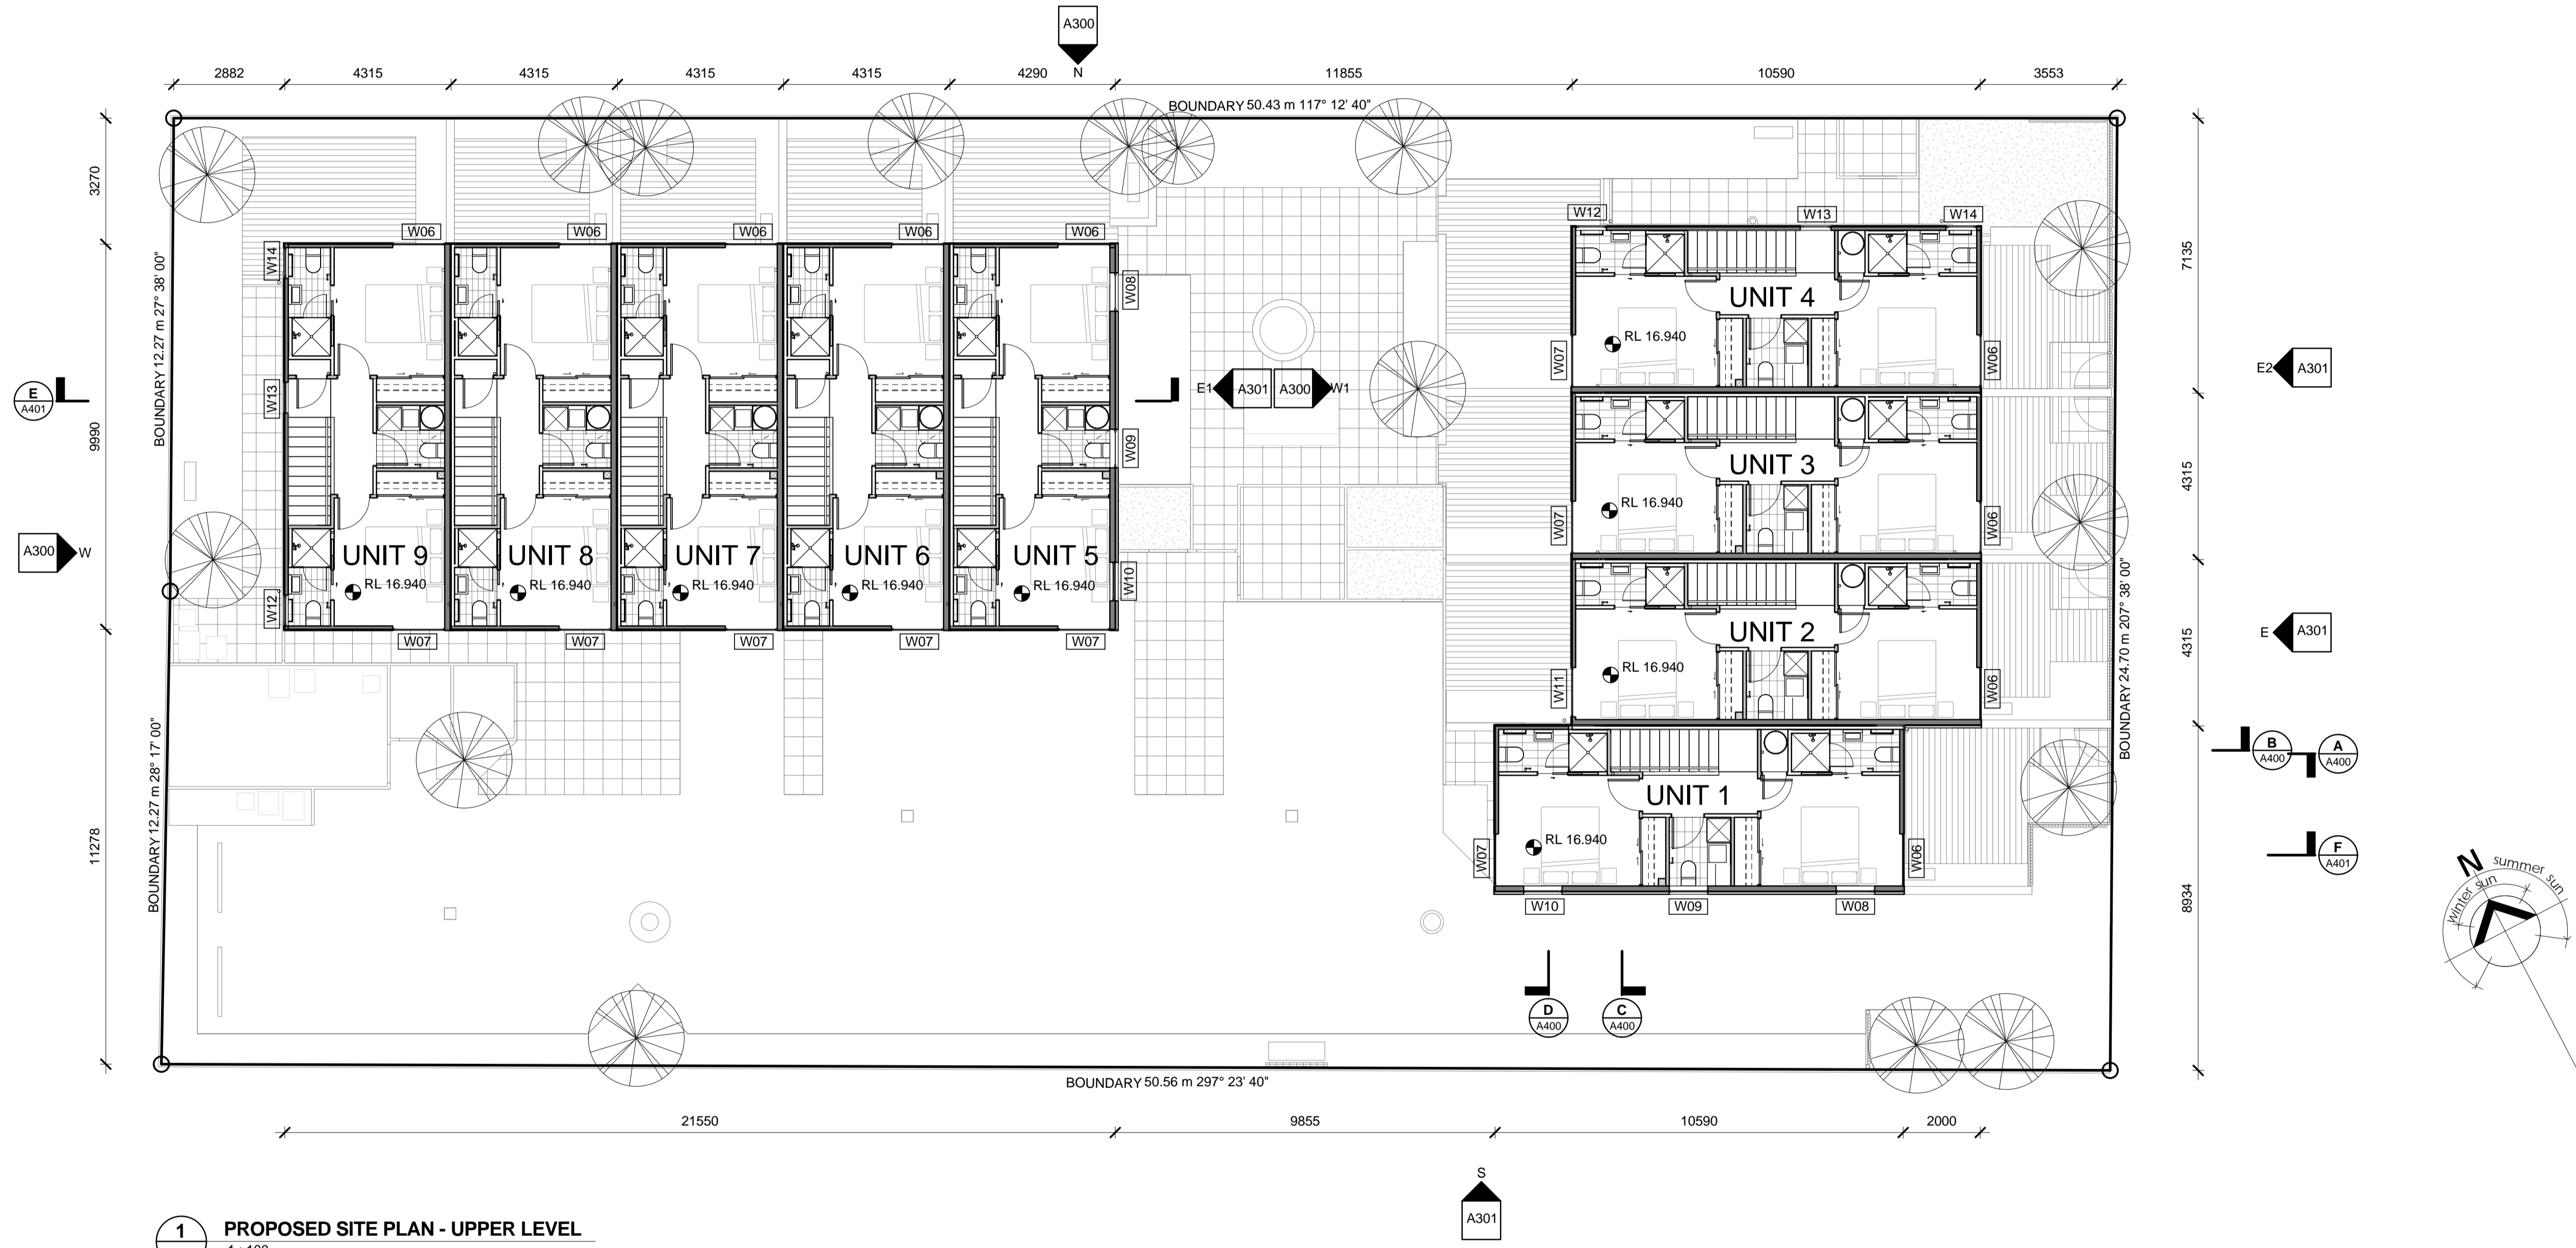 A300
N
2882 4315 4315 4315 4315 4290 11855 10590 3553
BOUNDARY 50.43 m 117° 12' 40"
3270
9990
11278
BOUNDARY 12.27 m 27° 38' 00"
BOUNDARY 12.27 m 28° 17' 00"
W06 W06 W06 W06 W06
W14
W13
W12
W08
W09
W10
UNIT 9 UNIT 8 UNIT 7 UNIT 6 UNIT 5
RL 16.940 RL 16.940 RL 16.940 RL 16.940 RL 16.940
W07 W07 W07 W07 W07
E
A401
A300 W
E1 A301 A300 W1
W12 W13 W14
UNIT 4
RL 16.940
W07
W06
UNIT 3
RL 16.940
W07
W06
UNIT 2
RL 16.940
W11
W06
UNIT 1
RL 16.940
W07
W06
W10 W09 W08
7135
4315
4315
8934
BOUNDARY 24.70 m 207° 38' 00"
E2 A301
E A301
B
A400
A
A400
F
A401
D
A400
C
A400
N
summer sun
winter sun
BOUNDARY 50.56 m 297° 23' 40"
21550 9855 10590 2000
S
A301
1 PROPOSED SITE PLAN - UPPER LEVEL